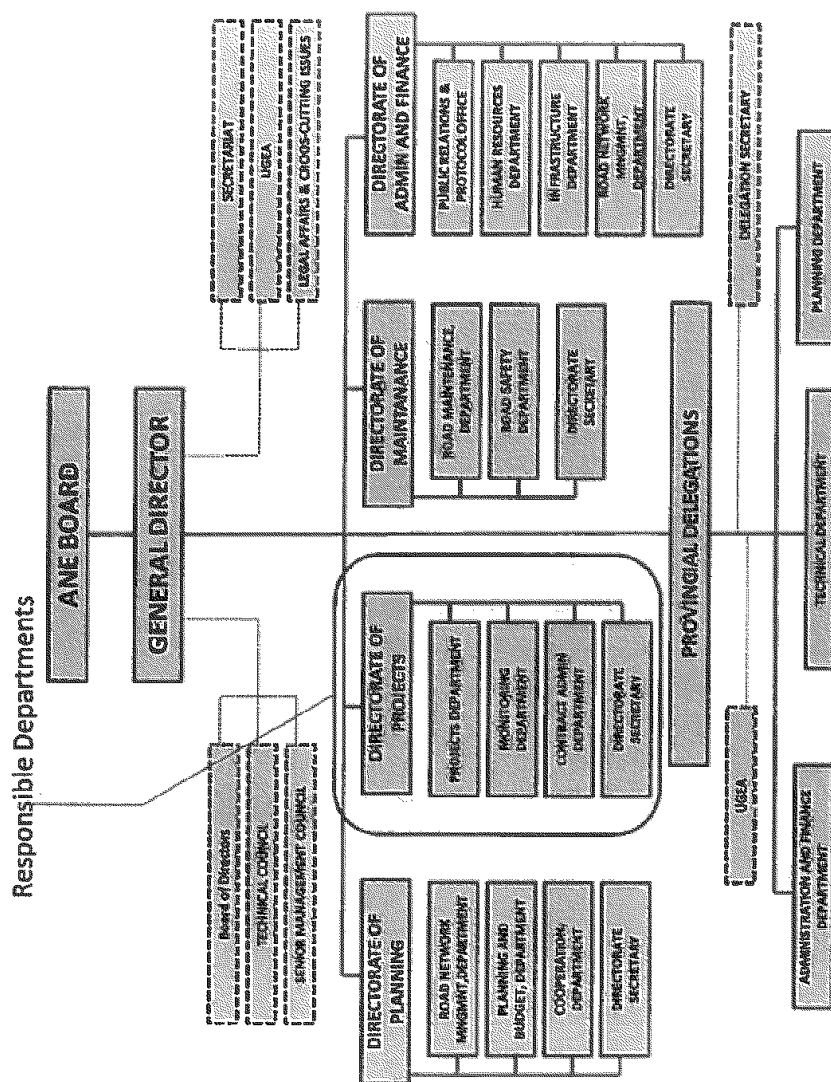 Responsible Departments
ANE BOARD
GENERAL DIRECTOR
Board of Directors
TECHNICAL COUNCIL
SENIOR MANAGEMENT COUNCIL
SECRETARIAT
UGEA
LEGAL AFFAIRS & CROOS-CUTTING ISSUES
DIRECTORATE OF
PLANNING
ROAD NETWORK
MNGMNT, DEPARTMENT
PLANNING AND
BUDGET, DEPARTMENT
COOPERATION,
DEPARTMENT
DIRECTORATE
SECRETARY
DIRECTORATE OF
PROJECTS
PROJECTS DEPARTMENT
MONITORING
DEPARTMENT
CONTRACT ADMIN
DEPARTMENT
DIRECTORATE
SECRETARY
DIRECTORATE OF
MAINTANANCE
ROAD MAINTENANCE,
DEPARTMENT
ROAD SAFETY
DEPARTMENT
DIRECTORATE
SECRETARY
DIRECTORATE OF
ADMIN AND FINANCE
PUBLIC RELATIONS &
PROTOCOL OFFICE
HUMAN RESOURCES
DEPARTMENT
INFRASTRUCTURE
DEPARTMENT
ROAD NETWORK
MNGMNT,
DEPARTMENT
DIRECTORATE
SECRETARY
PROVINGIAL DELEGATIONS
UGEA
DELEGATION SECRETARY
ADMINISTRATION AND FINANCE
DEPARTMENT
TECHNICAL DEPARTMENT
PLANNING DEPARTMENT